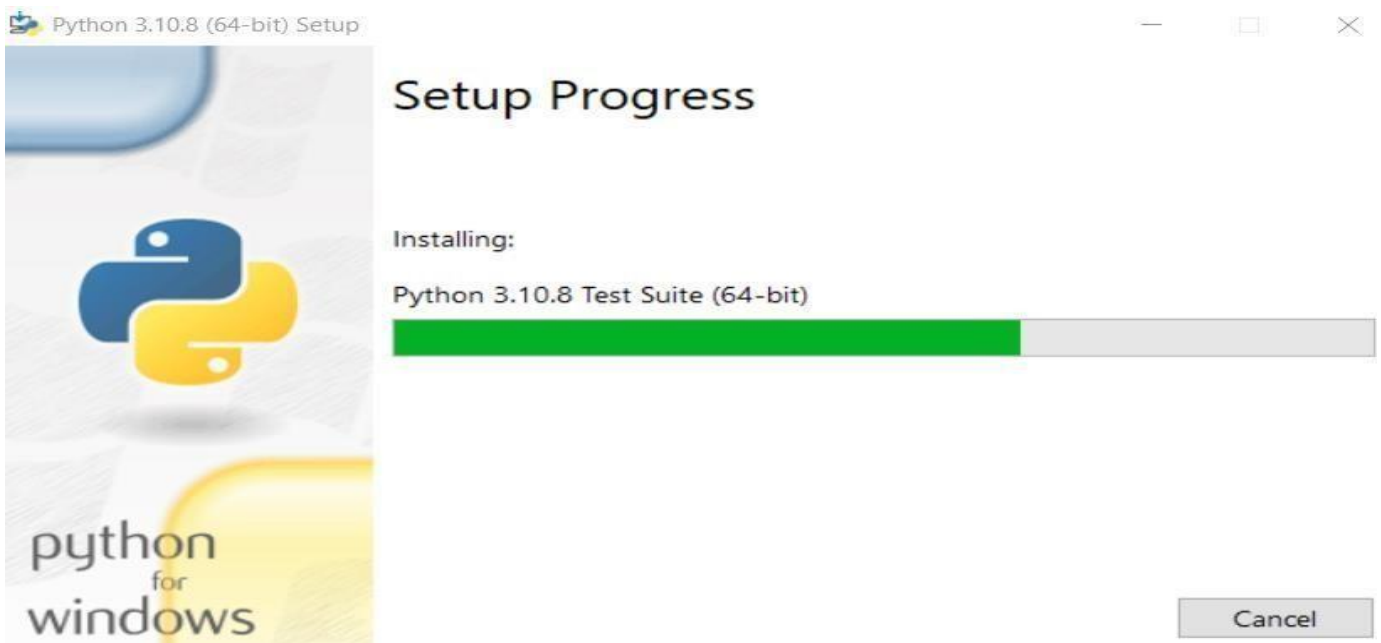 Python 3.10.8 (64-bit) Setup
Setup Progress
Installing:
Python 3.10.8 Test Suite (64-bit)
python
for
windows
Cancel